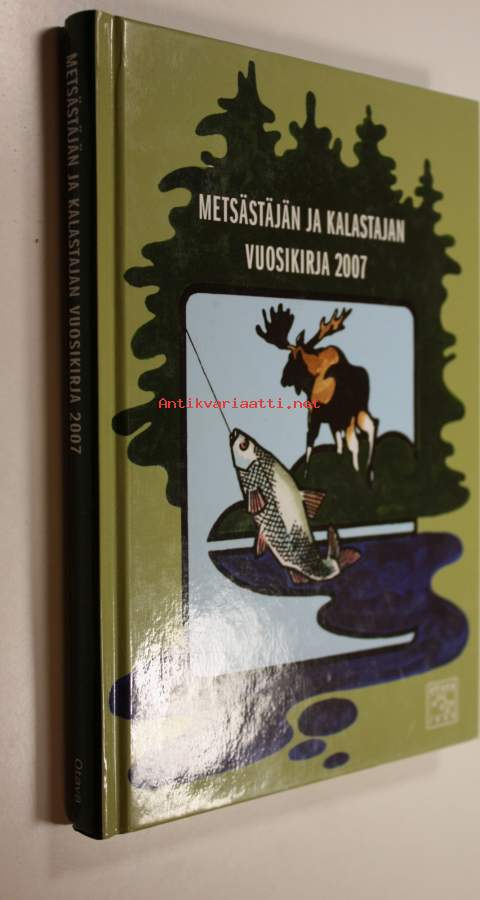 METSÄSTÄJÄN JA KALASTAJAN VUOSIKIRJA 2007
Otava
METSÄSTÄJÄN JA KALASTAJAN
VUOSIKIRJA 2007
Antikvariaatti.net